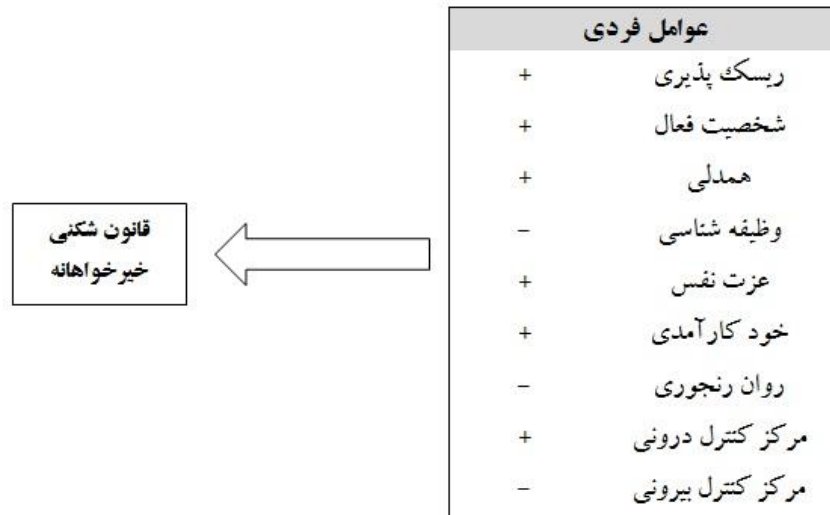 عوامل فردی
ریسک پذیری +
شخصیت فعال +
همدلی +
وظیفه شناسی −
عزت نفس +
خود کارآمدی +
روان رنجوری −
مرکز کنترل درونی +
مرکز کنترل بیرونی −
قانون شکنی
خیرخواهانه